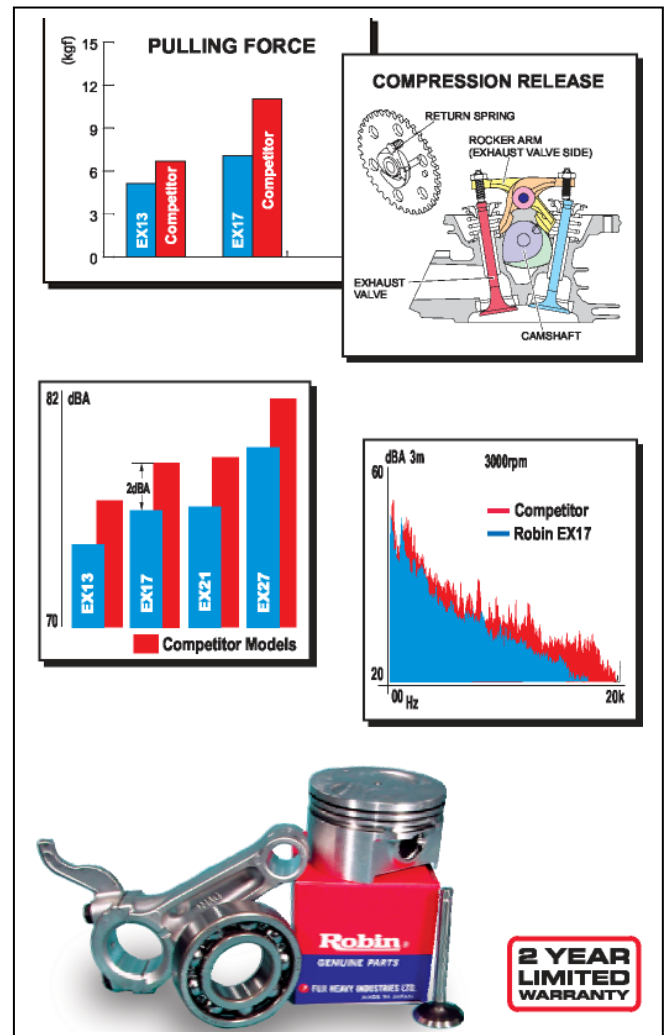 PULLING FORCE
(kgf)
15
12
9
6
3
0
EX13
Competitor
EX17
Competitor
COMPRESSION RELEASE
RETURN SPRING
ROCKER ARM
(EXHAUST VALVE SIDE)
EXHAUST
VALVE
CAMSHAFT
82 dBA
2dBA
EX13
EX17
EX21
EX27
70
Competitor Models
dBA 3m 3000rpm
60
Competitor
Robin EX17
20
00 Hz 20k
Robin
GENUINE PARTS
FUJI HEAVY INDUSTRIES LTD.
MADE IN JAPAN
2 YEAR
LIMITED
WARRANTY